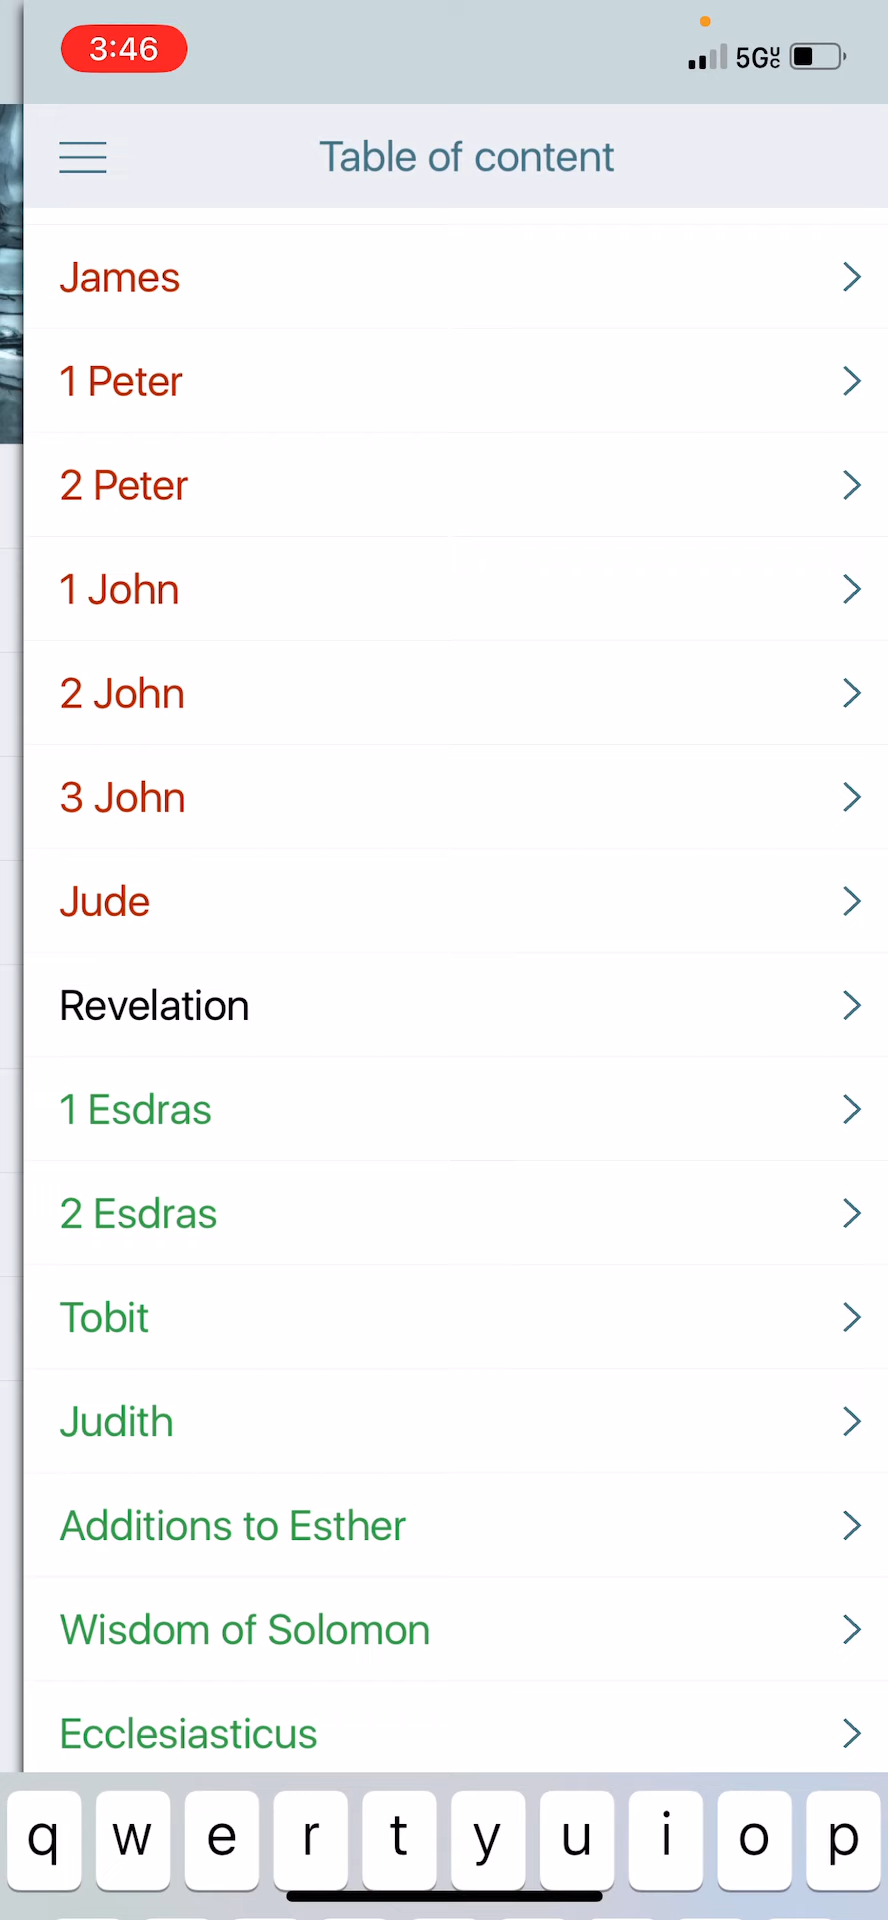 3:46
5GUC
Table of content
James
1 Peter
2 Peter
1 John
2 John
3 John
Jude
Revelation
1 Esdras
2 Esdras
Tobit
Judith
Additions to Esther
Wisdom of Solomon
Ecclesiasticus
q w e r t y u i o p